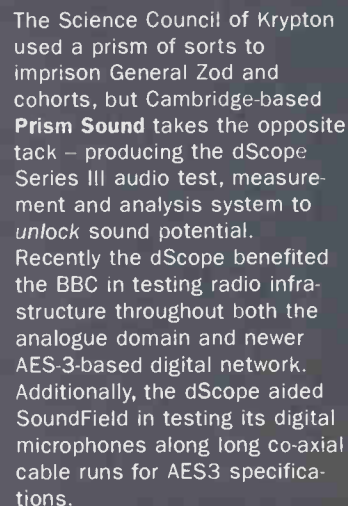 The Science Council of Krypton
used a prism of sorts to
imprison General Zod and
cohorts, but Cambridge-based
Prism Sound takes the opposite
tack – producing the dScope
Series III audio test, measure-
ment and analysis system to
unlock sound potential.
Recently the dScope benefited
the BBC in testing radio infra-
structure throughout both the
analogue domain and newer
AES-3-based digital network.
Additionally, the dScope aided
SoundField in testing its digital
microphones along long co-axial
cable runs for AES3 specifica-
tions.